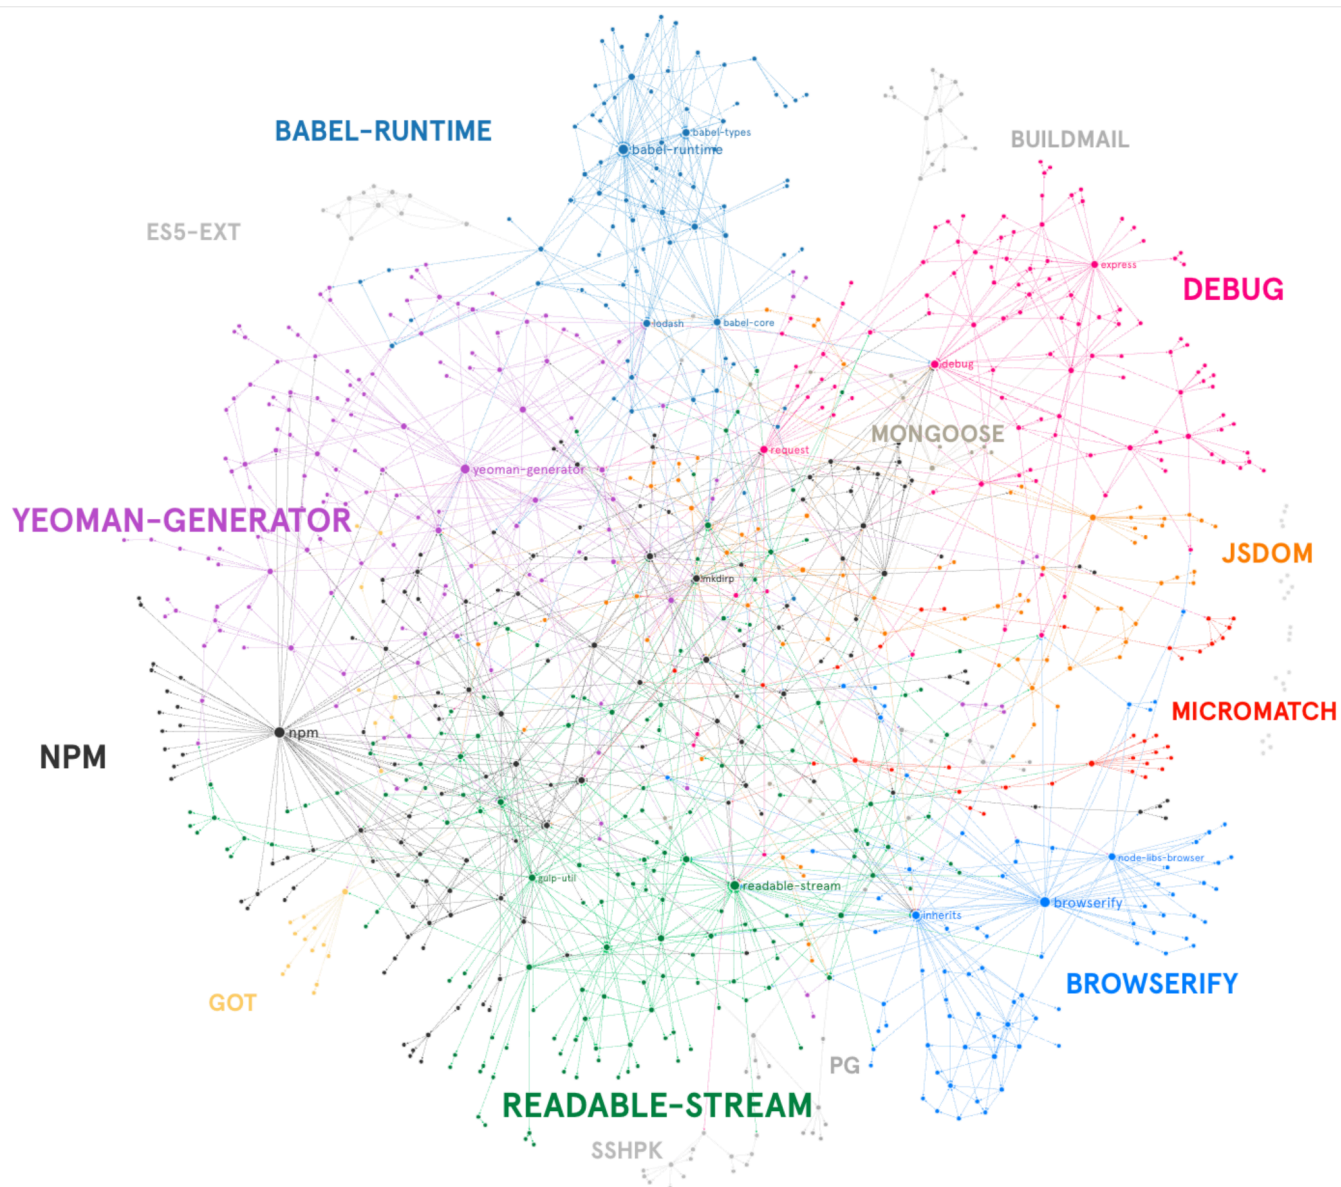 BABEL-RUNTIME
babel-types
babel-runtime
BUILDMAIL
ES5-EXT
express
DEBUG
lodash
babel-core
debug
MONGOOSE
request
yeoman-generator
YEOMAN-GENERATOR
JSDOM
mkdirp
MICROMATCH
npm
NPM
node-libs-browser
gulp-util
readable-stream
browserify
inherits
BROWSERIFY
GOT
PG
READABLE-STREAM
SSHPK